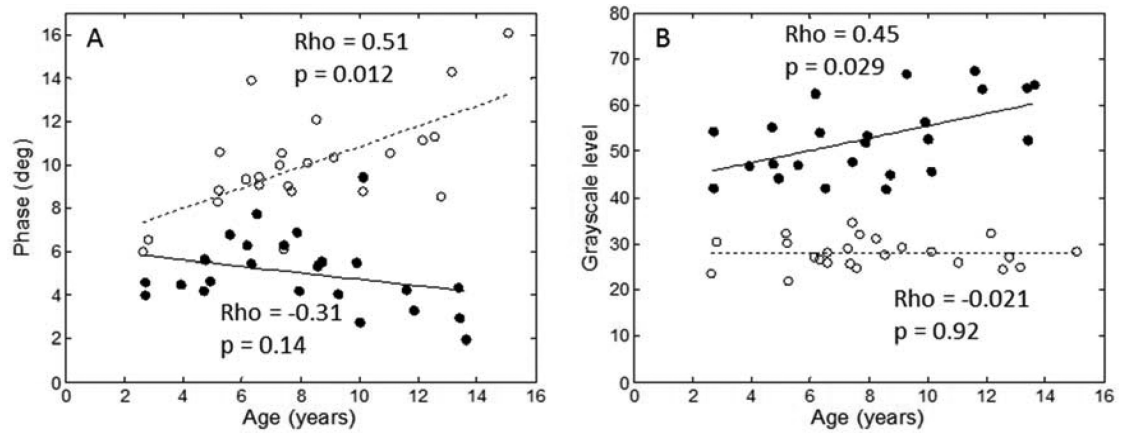 A
Rho = 0.51
p = 0.012
Rho = -0.31
p = 0.14
Phase (deg)
16
14
12
10
8
6
4
2
0
0 2 4 6 8 10 12 14 16
Age (years)
B
Rho = 0.45
p = 0.029
Rho = -0.021
p = 0.92
Grayscale level
80
70
60
50
40
30
20
10
0
0 2 4 6 8 10 12 14 16
Age (years)